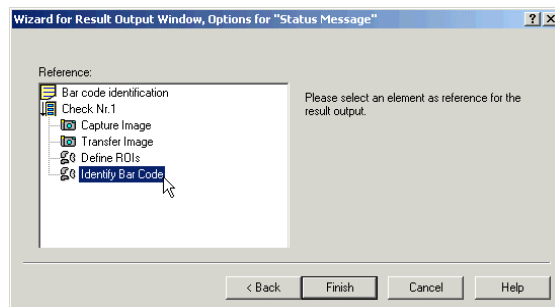 Wizard for Result Output Window, Options for "Status Message"
Reference:
Bar code identification
Check Nr.1
Capture Image
Transfer Image
Define ROIs
Identify Bar Code
Please select an element as reference for the
result output.
< Back
Finish
Cancel
Help